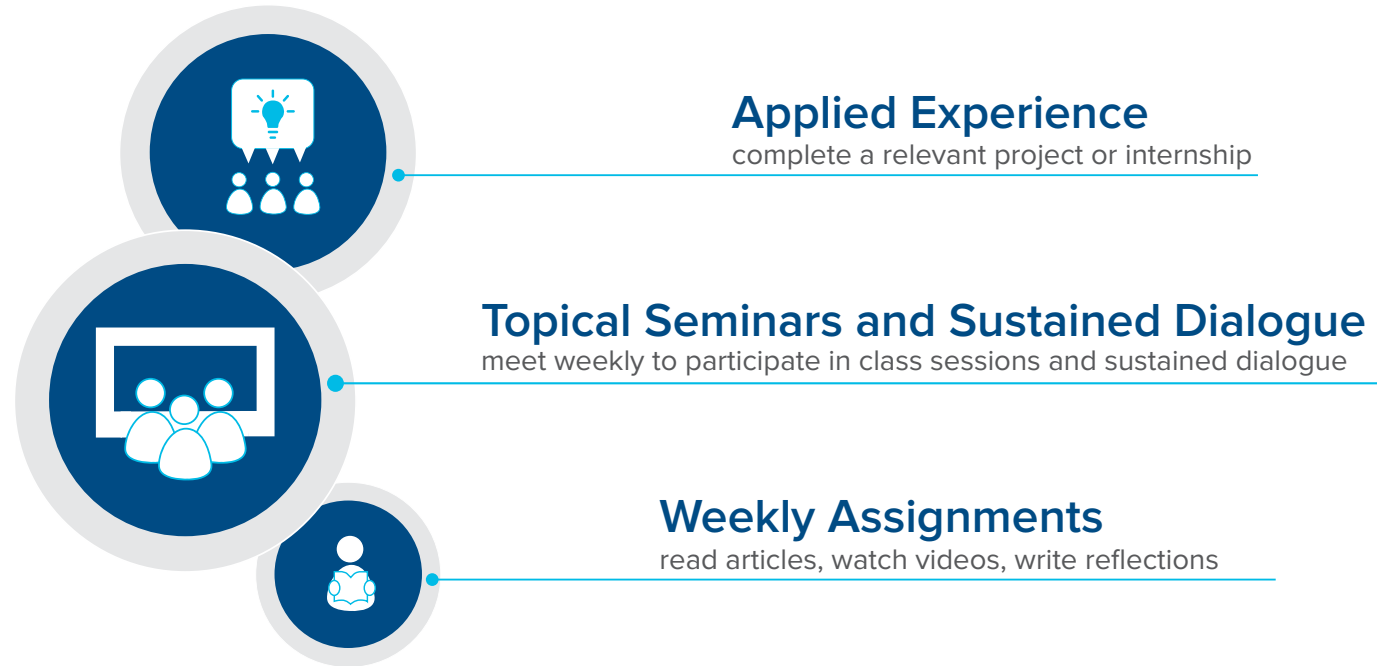 Applied Experience
complete a relevant project or internship
Topical Seminars and Sustained Dialogue
meet weekly to participate in class sessions and sustained dialogue
Weekly Assignments
read articles, watch videos, write reflections